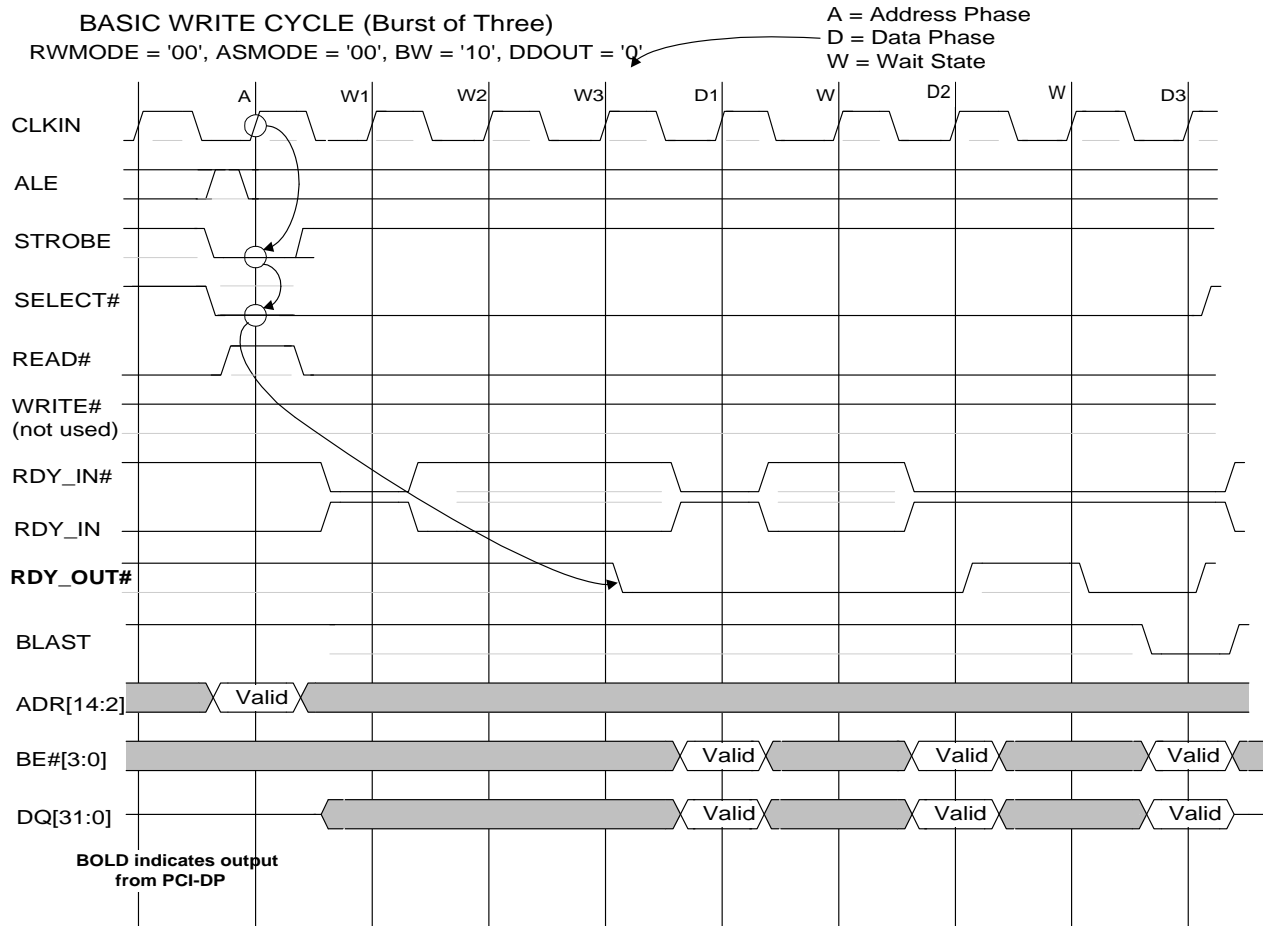 BASIC WRITE CYCLE (Burst of Three)
RWMODE = '00', ASMODE = '00', BW = '10', DDOUT = '0'
A = Address Phase
D = Data Phase
W = Wait State
A W1 W2 W3 D1 W D2 W D3
CLKIN
ALE
STROBE
SELECT#
READ#
WRITE#
(not used)
RDY_IN#
RDY_IN
RDY_OUT#
BLAST
ADR[14:2] Valid
BE#[3:0] Valid Valid Valid
DQ[31:0] Valid Valid Valid
BOLD indicates output
from PCI-DP